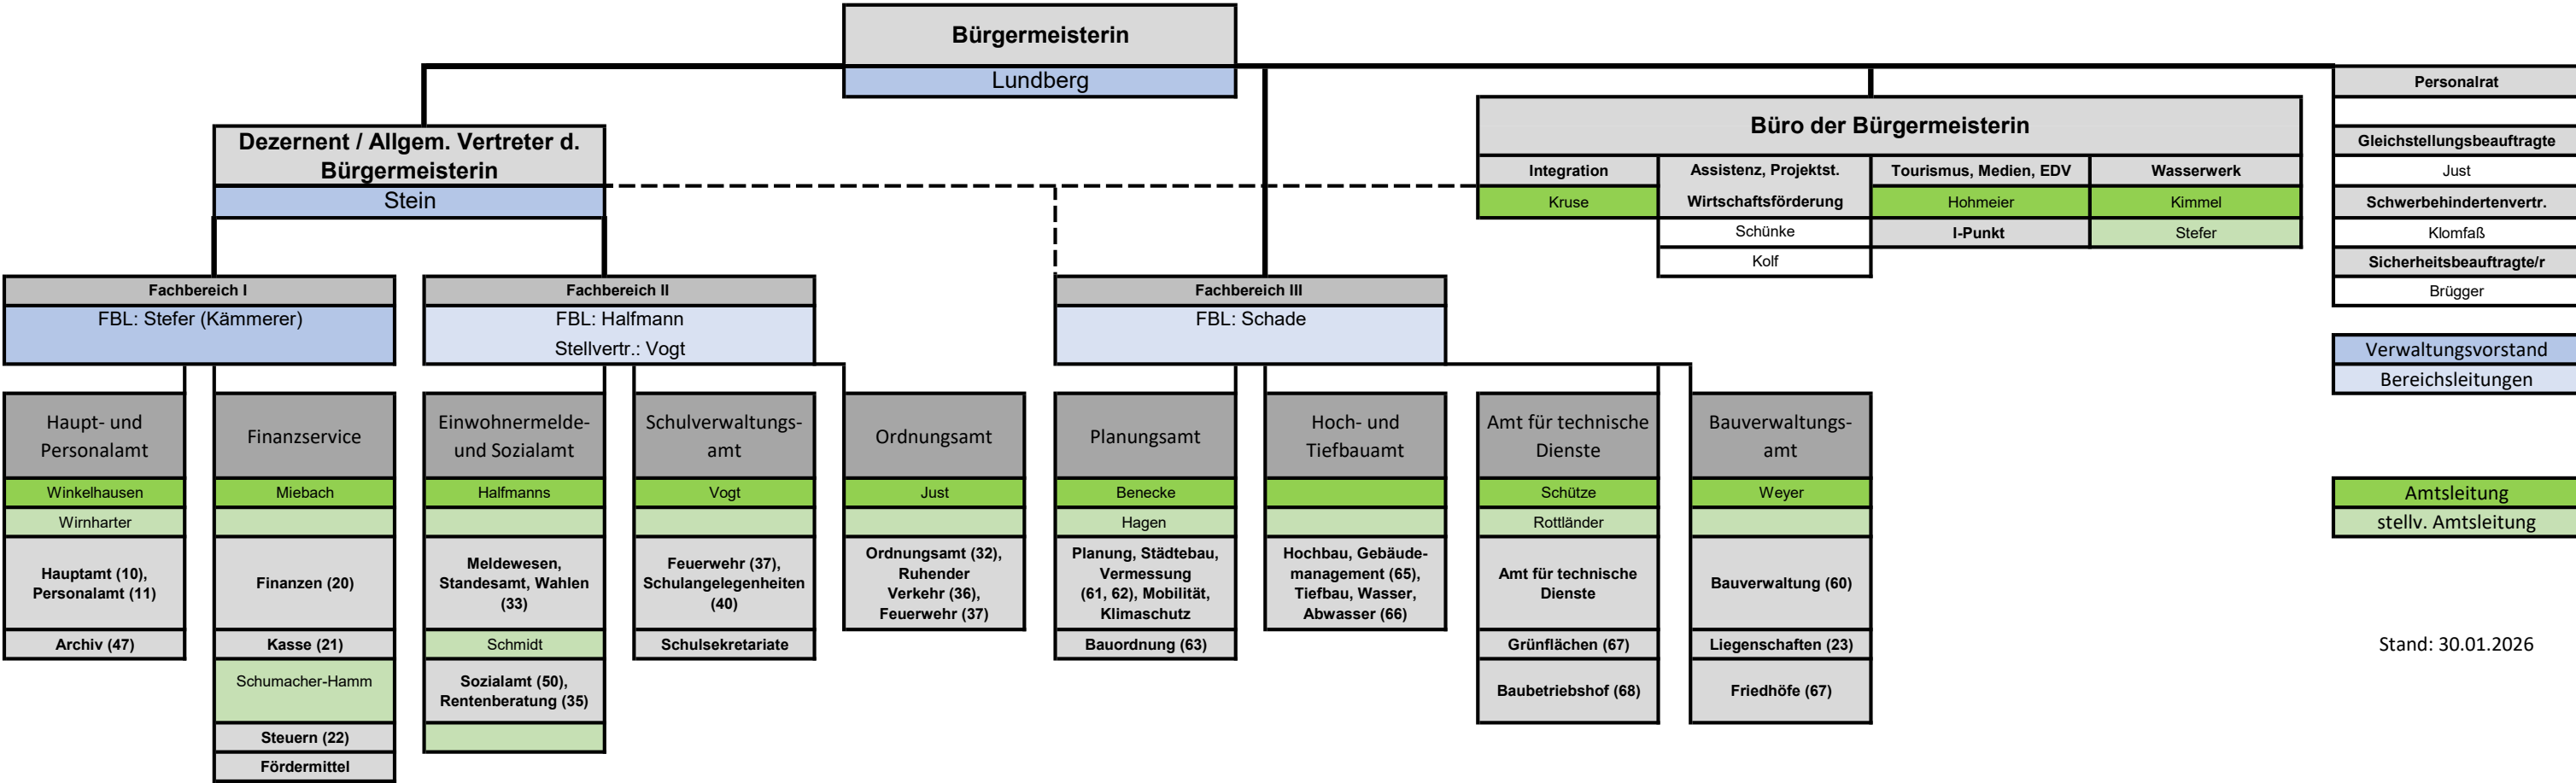 Bürgermeisterin
Lundberg
Dezernent / Allgem. Vertreter d.
Bürgermeisterin
Stein
Büro der Bürgermeisterin
Integration
Kruse
Assistenz, Projektst.
Wirtschaftsförderung
Schünke
Kolf
Tourismus, Medien, EDV
Hohmeier
I-Punkt
Wasserwerk
Kimmel
Stefer
Personalrat
Gleichstellungsbeauftragte
Just
Schwerbehindertenvertr.
Klomfaß
Sicherheitsbeauftragte/r
Brügger
Fachbereich I
FBL: Stefer (Kämmerer)
Fachbereich II
FBL: Halfmann
Stellvertr.: Vogt
Fachbereich III
FBL: Schade
Verwaltungsvorstand
Bereichsleitungen
Haupt- und
Personalamt
Winkelhausen
Wirnharter
Hauptamt (10),
Personalamt (11)
Archiv (47)
Finanzservice
Miebach
Finanzen (20)
Kasse (21)
Schumacher-Hamm
Steuern (22)
Fördermittel
Einwohnermelde-
und Sozialamt
Halfmanns
Meldewesen,
Standesamt, Wahlen
(33)
Schmidt
Sozialamt (50),
Rentenberatung (35)
Schulverwaltungs-
amt
Vogt
Feuerwehr (37),
Schulangelegenheiten
(40)
Schulsekretariate
Ordnungsamt
Just
Ordnungsamt (32),
Ruhender
Verkehr (36),
Feuerwehr (37)
Planungsamt
Benecke
Hagen
Planung, Städtebau,
Vermessung
(61, 62), Mobilität,
Klimaschutz
Bauordnung (63)
Hoch- und
Tiefbauamt
Hochbau, Gebäude-
management (65),
Tiefbau, Wasser,
Abwasser (66)
Amt für technische
Dienste
Schütze
Rottländer
Amt für technische
Dienste
Grünflächen (67)
Baubetriebshof (68)
Bauverwaltungs-
amt
Weyer
Bauverwaltung (60)
Liegenschaften (23)
Friedhöfe (67)
Amtsleitung
stellv. Amtsleitung
Stand: 30.01.2026